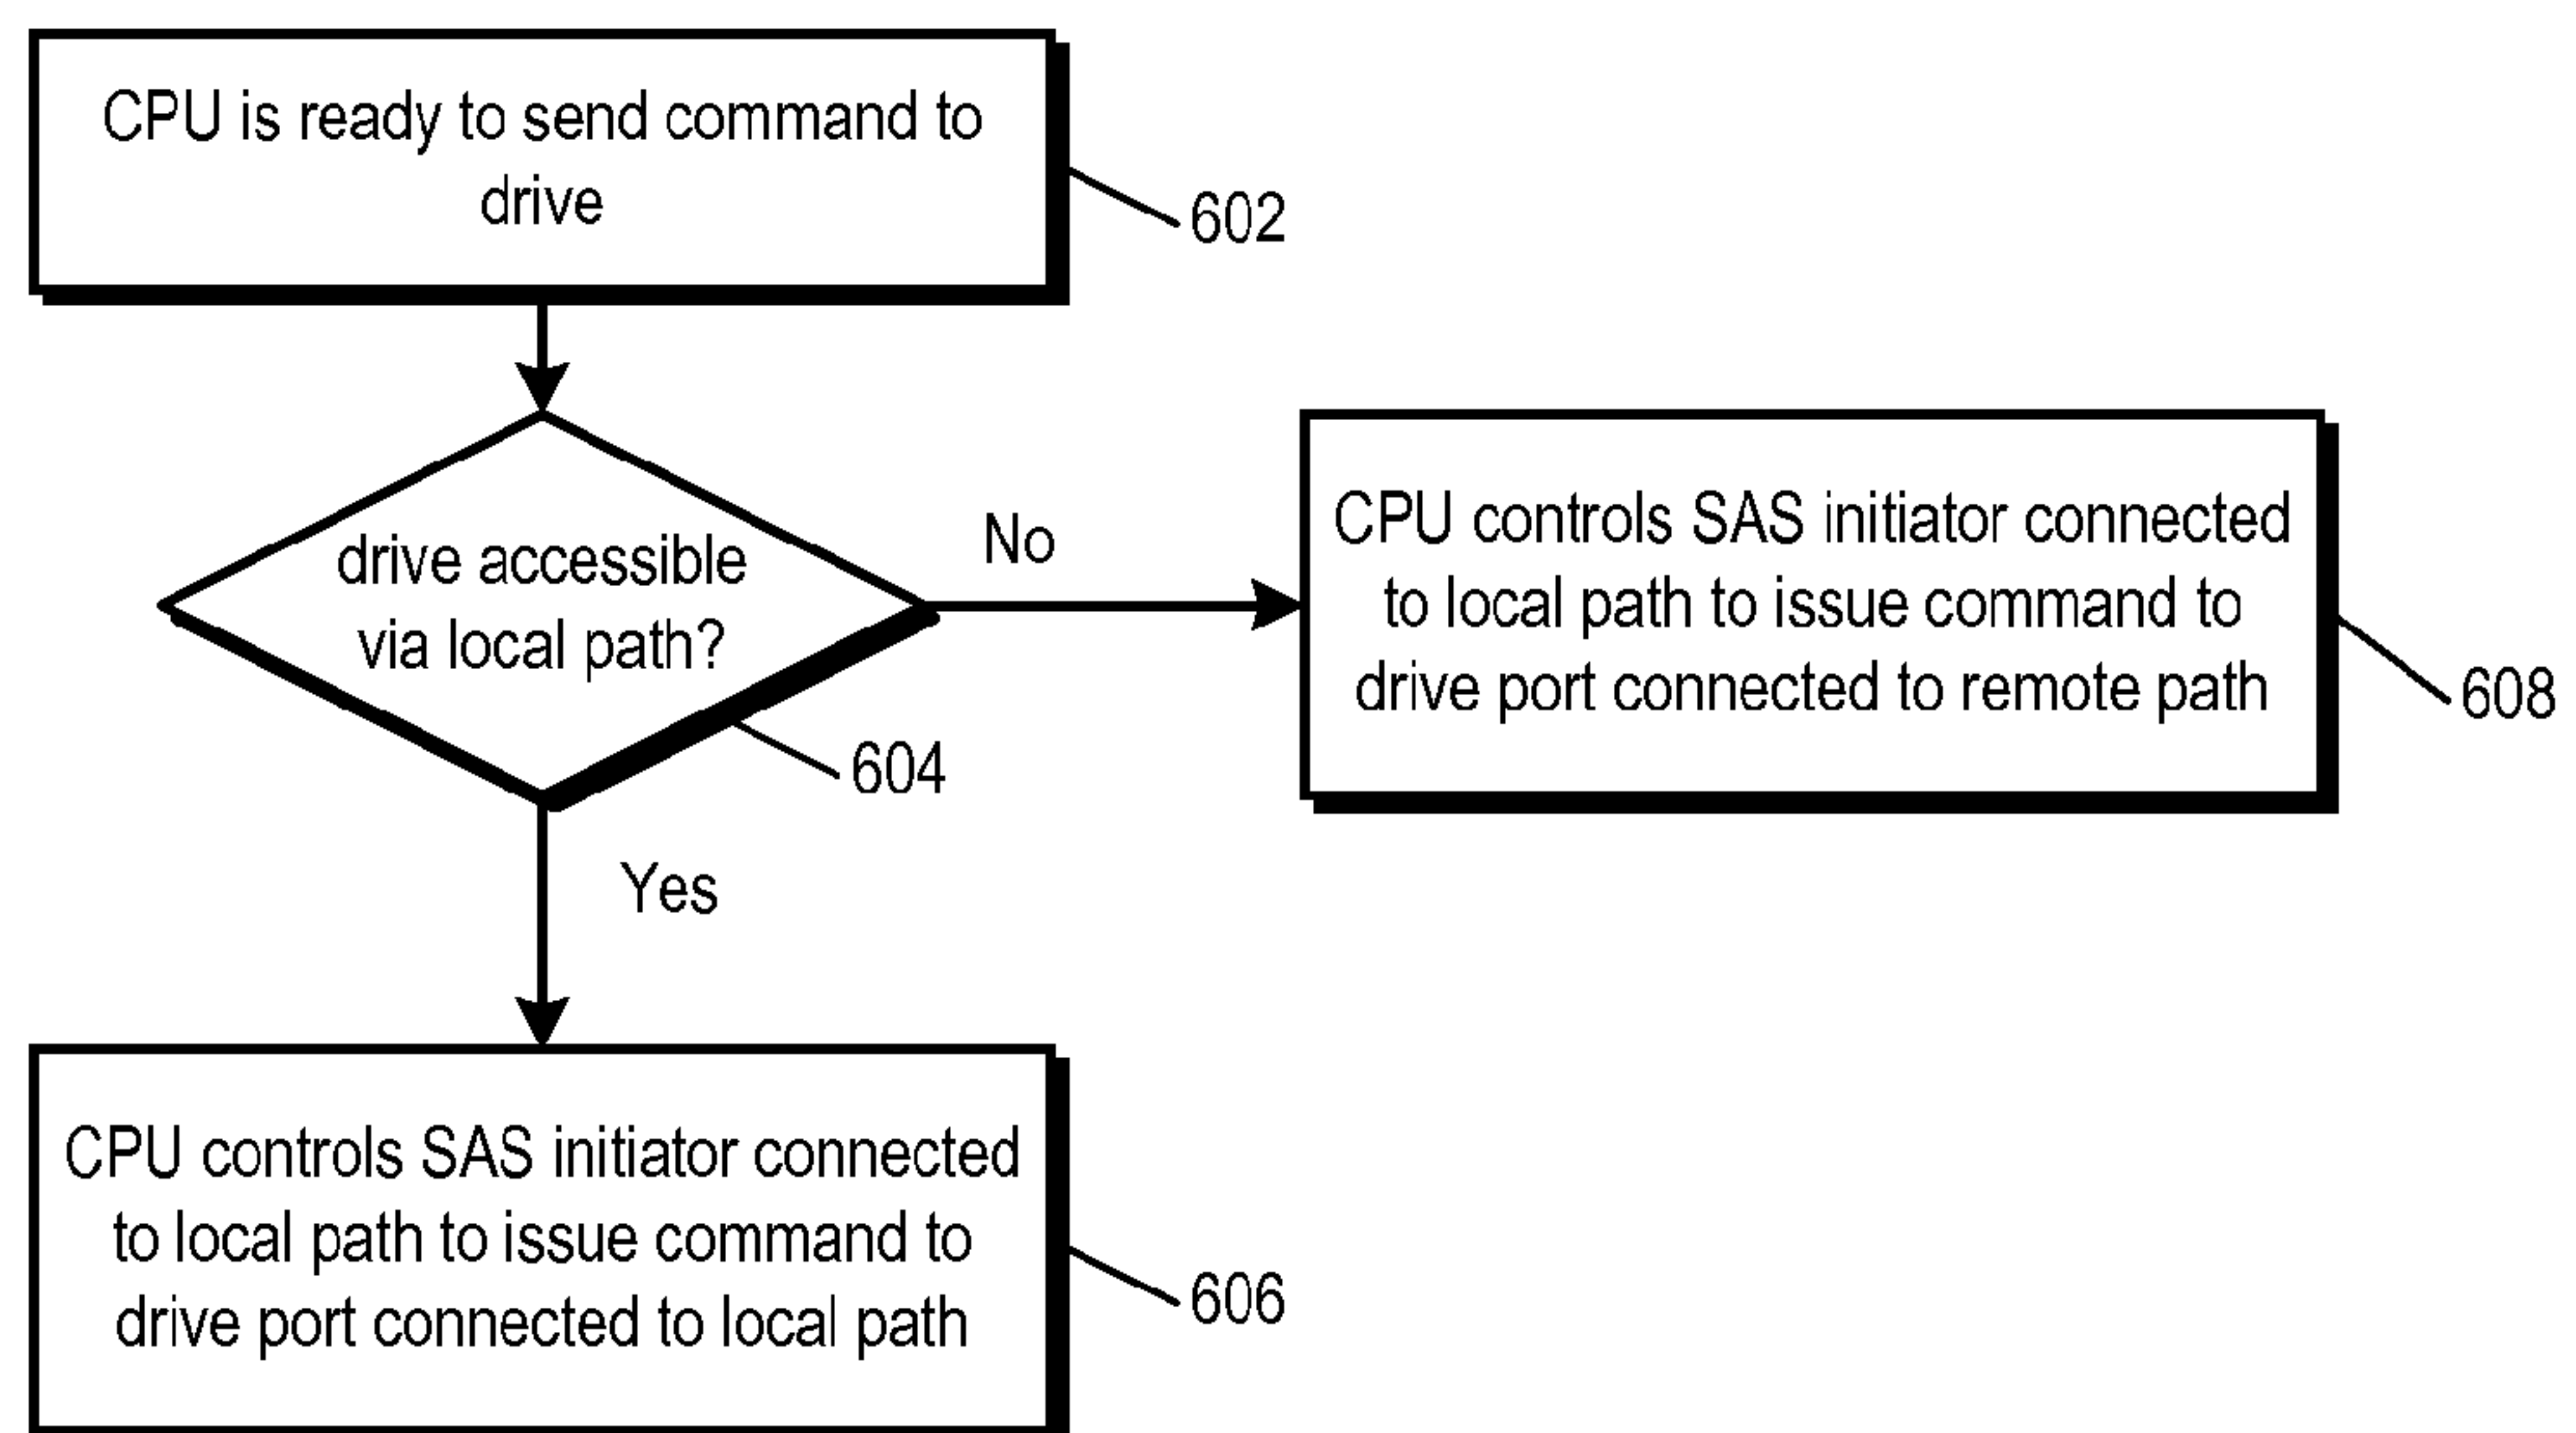 CPU is ready to send command to
drive
602
drive accessible
via local path?
604
No
CPU controls SAS initiator connected
to local path to issue command to
drive port connected to remote path
608
Yes
CPU controls SAS initiator connected
to local path to issue command to
drive port connected to local path
606